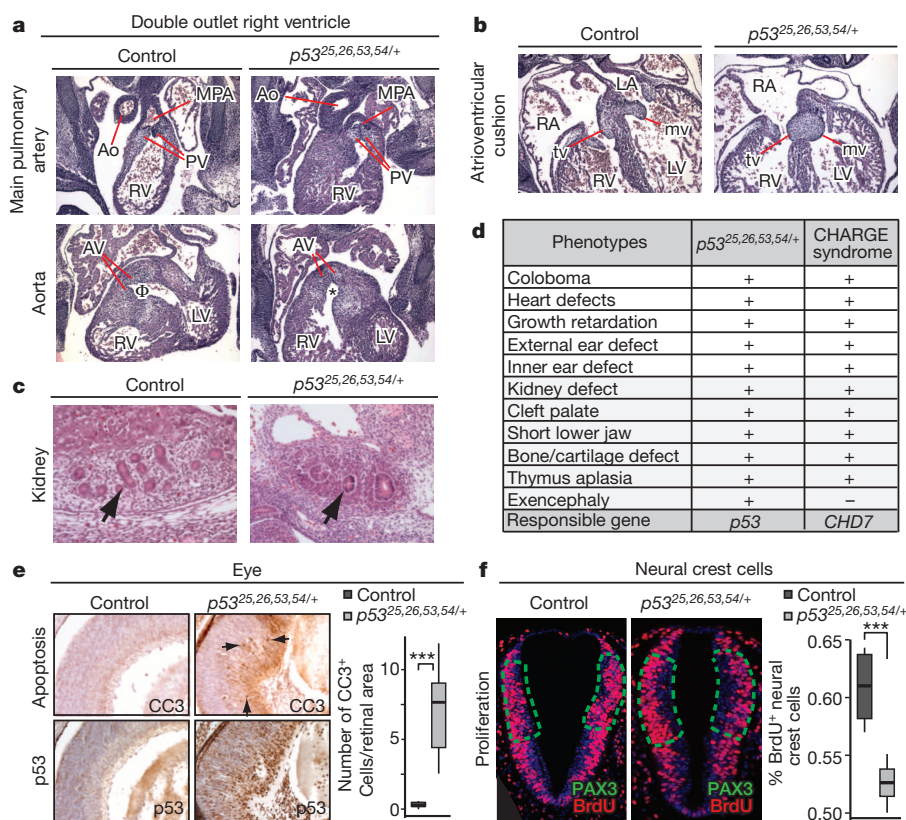 a
Double outlet right ventricle
Control
p53^25,26,53,54/+
Main pulmonary
artery
Ao
MPA
PV
RV
Ao
MPA
PV
RV
Aorta
AV
Φ
RV
LV
AV
*
RV
LV
b
Control
p53^25,26,53,54/+
Atrioventricular
cushion
LA
RA
tv
mv
RV
LV
RA
tv
mv
RV
LV
c
Control
p53^25,26,53,54/+
Kidney
d
Phenotypes p53^25,26,53,54/+ CHARGE
syndrome
Coloboma + +
Heart defects + +
Growth retardation + +
External ear defect + +
Inner ear defect + +
Kidney defect + +
Cleft palate + +
Short lower jaw + +
Bone/cartilage defect + +
Thymus aplasia + +
Exencephaly + −
Responsible gene p53 CHD7
e
Eye
Control
p53^25,26,53,54/+
Apoptosis
CC3
CC3
p53
p53
p53
Control
p53^25,26,53,54/+
Number of CC3+
Cells/retinal area
***
10
5
0
f
Neural crest cells
Control
p53^25,26,53,54/+
Proliferation
PAX3
BrdU
PAX3
BrdU
Control
p53^25,26,53,54/+
% BrdU+ neural
crest cells
***
0.65
0.60
0.55
0.50